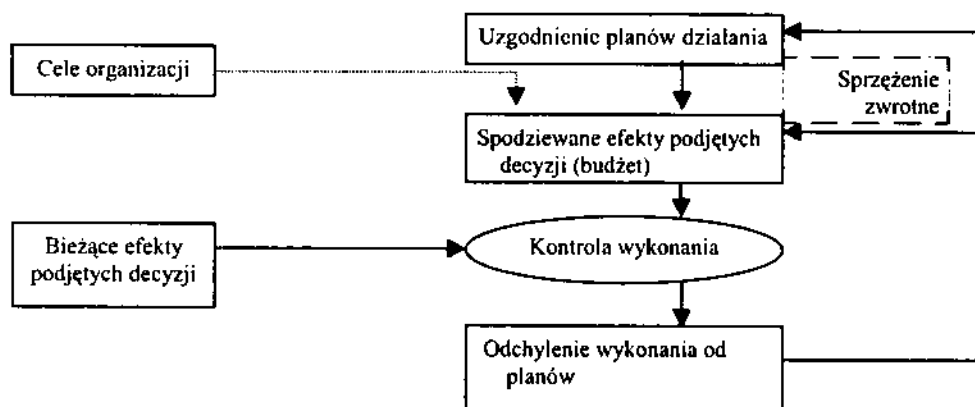 Uzgodnienie planów działania
Cele organizacji
Sprzężenie
zwrotne
Spodziewane efekty podjętych
decyzji (budżet)
Bieżące efekty
podjętych decyzji
Kontrola wykonania
Odchylenie wykonania od
planów